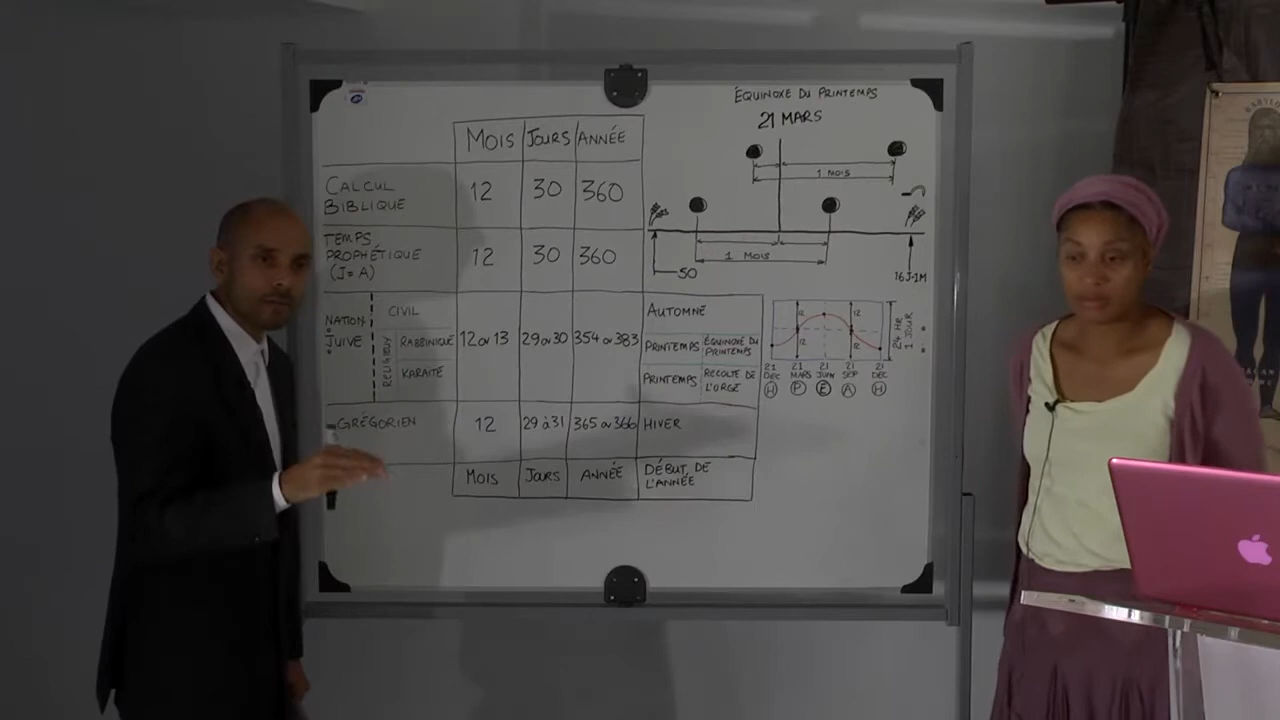 ÉQUINOXE DU PRINTEMPS
21 MARS
MOIS JOURS ANNÉE
CALCUL
BIBLIQUE
12 30 360
1 MOIS
TEMPS
PROPHÉTIQUE
(J=A)
12 30 360
1 MOIS
50
16 J-1M
NATION
JUIVE
CIVIL
RELIGIEUX
RABBINIQUE
KARAÏTE
12 ou 13 29 ou 30 354 ou 383
AUTOMNE
PRINTEMPS ÉQUINOXE DU
PRINTEMPS
PRINTEMPS RÉCOLTE DE
L'ORGE
12 12
12 12
24 HR
1 JOUR
21
DEC
21
MARS
21
JUIN
21
SEP
21
DEC
H P E A H
GRÉGORIEN
12 29 à 31 365 ou 366 HIVER
MOIS JOURS ANNÉE DÉBUT DE
L'ANNÉE